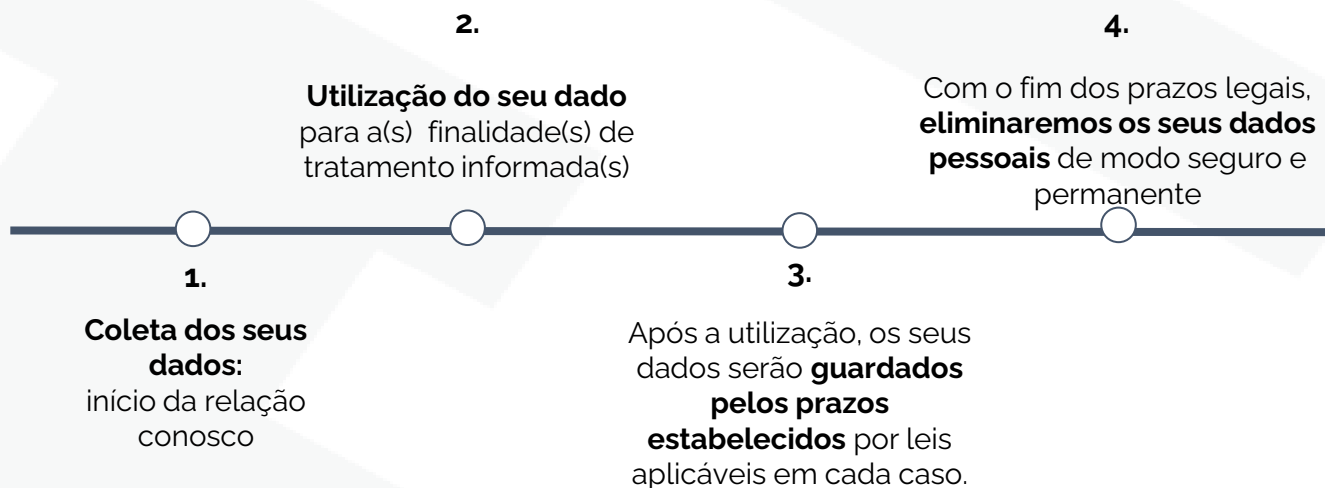 1.
Coleta dos seus
dados:
início da relação
conosco
2.
Utilização do seu dado
para a(s) finalidade(s) de
tratamento informada(s)
3.
Após a utilização, os seus
dados serão guardados
pelos prazos
estabelecidos por leis
aplicáveis em cada caso.
4.
Com o fim dos prazos legais,
eliminaremos os seus dados
pessoais de modo seguro e
permanente